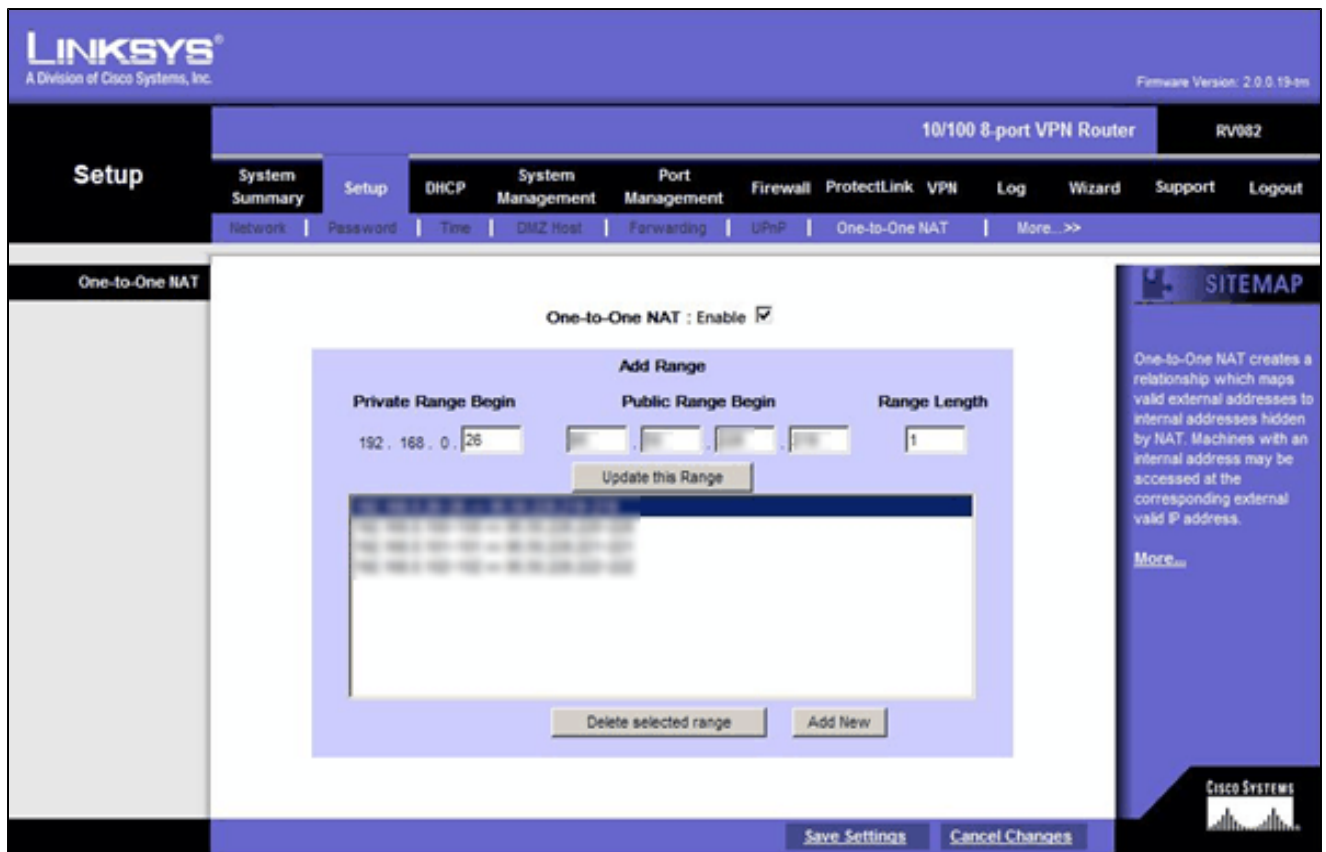 LINKSYS®
A Division of Cisco Systems, Inc.
Firmware Version: 2.0.0.19-tm
10/100 8-port VPN Router
RV082
Setup
System Summary
Setup
DHCP
System Management
Port Management
Firewall
ProtectLink
VPN
Log
Wizard
Support
Logout
Network | Password | Time | DMZ Host | Forwarding | UPnP | One-to-One NAT | More...>>
One-to-One NAT
SITEMAP
One-to-One NAT : Enable
Add Range
Private Range Begin
Public Range Begin
Range Length
192 . 168 . 0 . 26
1
Update this Range
Delete selected range
Add New
One-to-One NAT creates a
relationship which maps
valid external addresses to
internal addresses hidden
by NAT. Machines with an
internal address may be
accessed at the
corresponding external
valid IP address.
More...
Save Settings
Cancel Changes
CISCO SYSTEMS